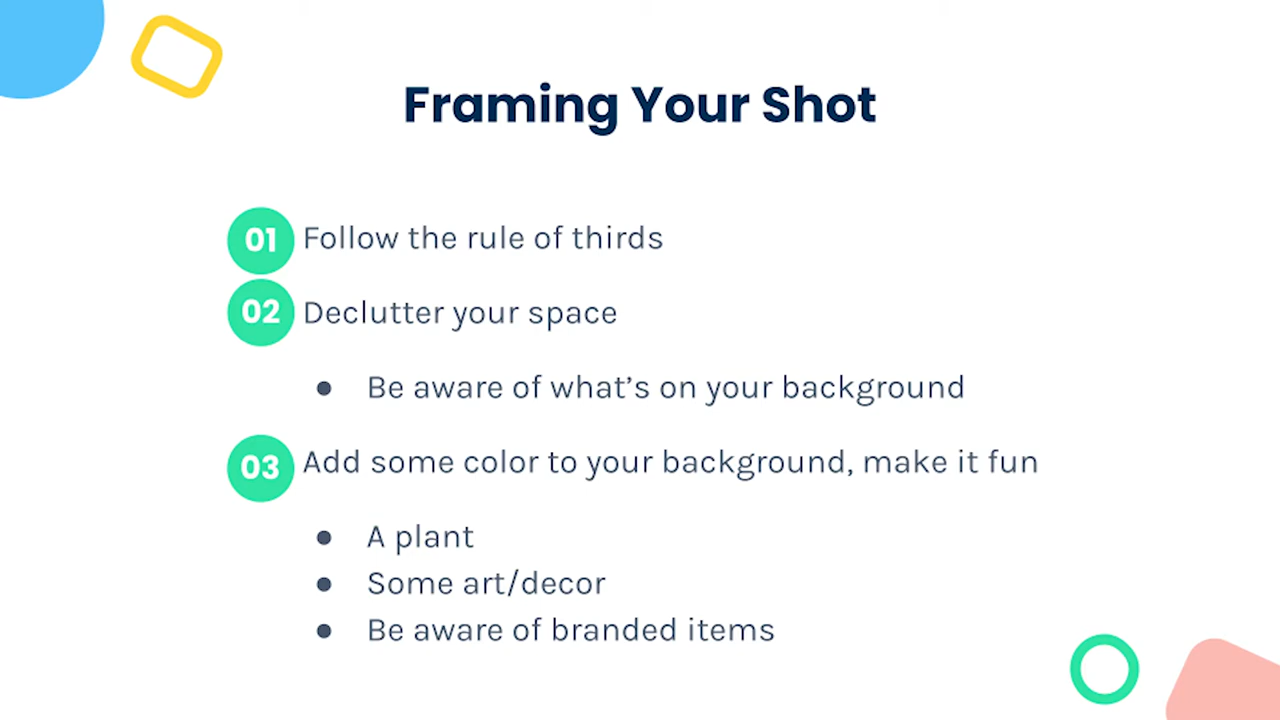 Framing Your Shot
01 Follow the rule of thirds
02 Declutter your space
● Be aware of what’s on your background
03 Add some color to your background, make it fun
● A plant
● Some art/decor
● Be aware of branded items